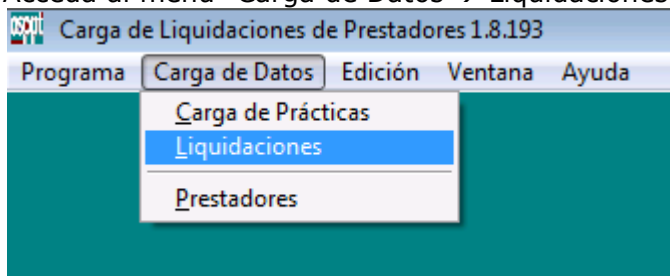 Acceda al menú "Carga de Datos → Liquidaciones
Carga de Liquidaciones de Prestadores 1.8.193
Programa Carga de Datos Edición Ventana Ayuda
Carga de Prácticas
Liquidaciones
Prestadores